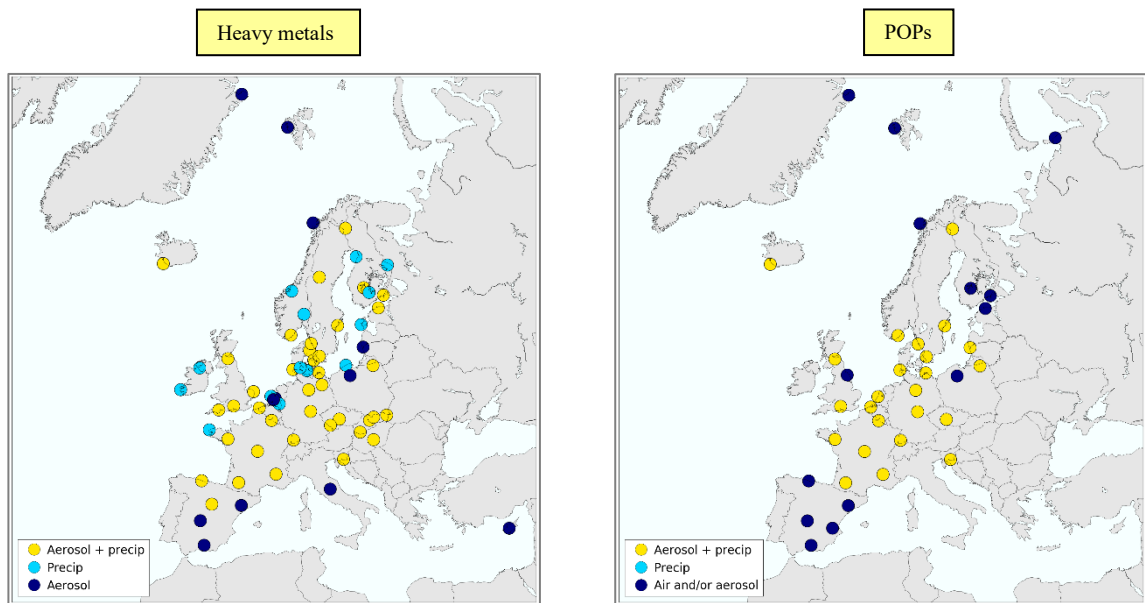 Heavy metals
POPs
Aerosol + precip
Precip
Aerosol
Aerosol + precip
Precip
Air and/or aerosol